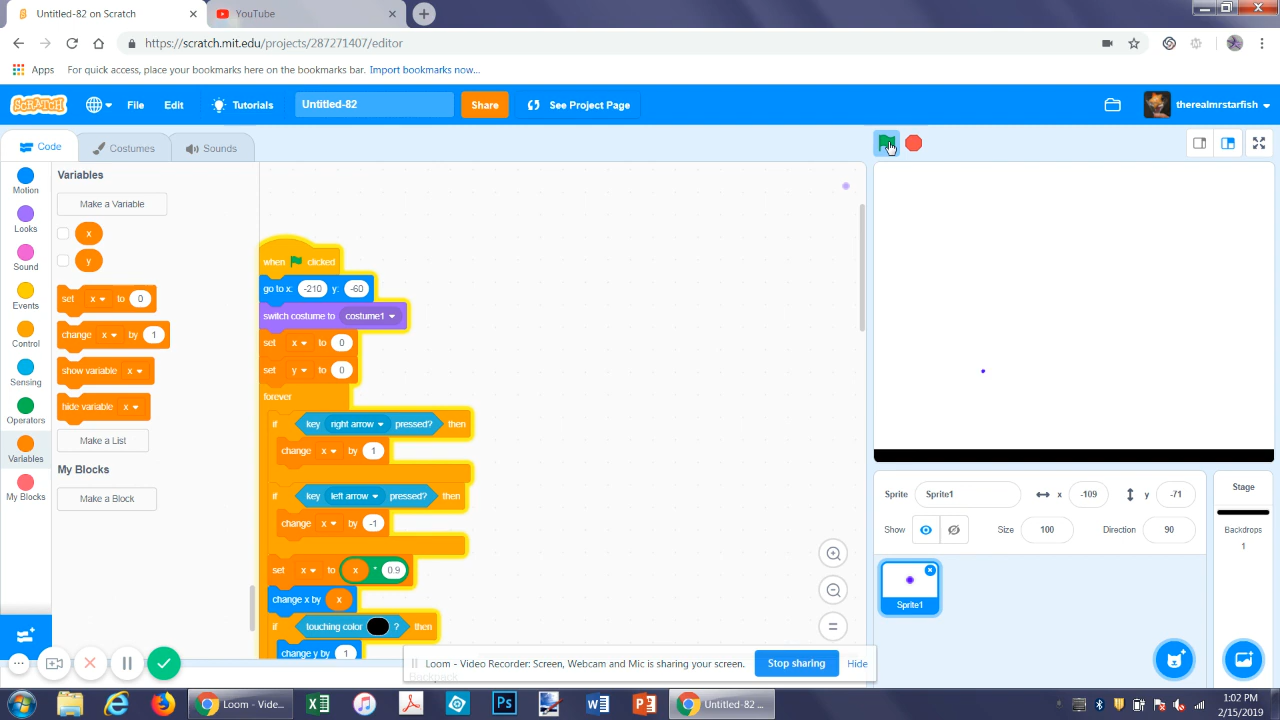 Untitled-82 on Scratch
YouTube
https://scratch.mit.edu/projects/287271407/editor
Apps For quick access, place your bookmarks here on the bookmarks bar. Import bookmarks now...
SCRATCH File Edit Tutorials Untitled-82 Share See Project Page therealmrstarfish
Code Costumes Sounds
Motion
Looks
Sound
Events
Control
Sensing
Operators
Variables
My Blocks
Variables
Make a Variable
x
y
set x to 0
change x by 1
show variable x
hide variable x
Make a List
My Blocks
Make a Block
when clicked
go to x: -210 y: -60
switch costume to costume1
set x to 0
set y to 0
forever
if key right arrow pressed? then
change x by 1
if key left arrow pressed? then
change x by -1
set x to x * 0.9
change x by x
if touching color ? then
change y by 1
Backpack
Sprite Sprite1 x -109 y -71
Show Size 100 Direction 90
Sprite1
Stage
Backdrops
1
Loom - Video Recorder: Screen, Webcam and Mic is sharing your screen. Stop sharing Hide
Loom - Vide...
Ps
Untitled-82 ...
1:02 PM
2/15/2019